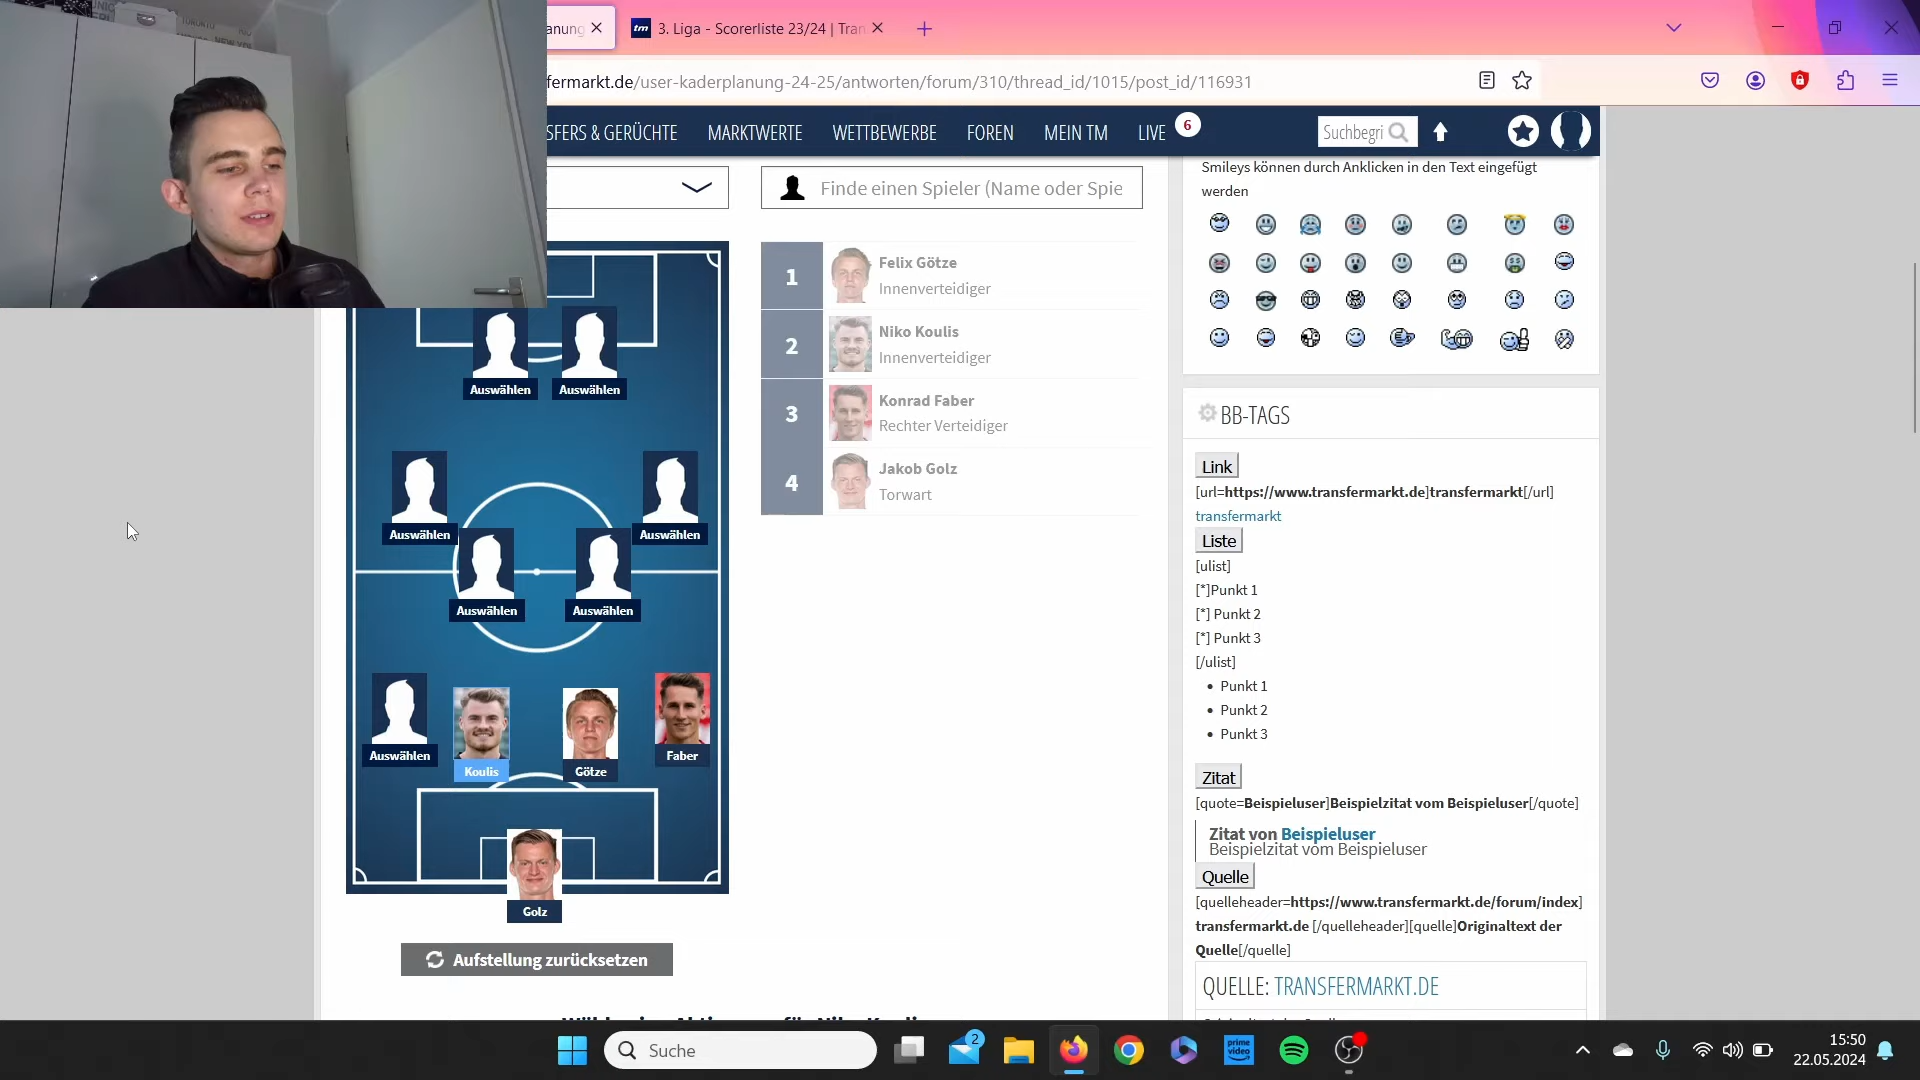 anung
3. Liga - Scorerliste 23/24 | Tran
fermarkt.de/user-kaderplanung-24-25/antworten/forum/310/thread_id/1015/post_id/116931
SFERS & GERÜCHTE
MARKTWERTE
WETTBEWERBE
FOREN
MEIN TM
LIVE
6
Suchbegri
Finde einen Spieler (Name oder Spie
1
Felix Götze
Innenverteidiger
2
Niko Koulis
Innenverteidiger
3
Konrad Faber
Rechter Verteidiger
4
Jakob Golz
Torwart
Auswählen
Auswählen
Auswählen
Auswählen
Auswählen
Auswählen
Auswählen
Koulis
Götze
Faber
Golz
Aufstellung zurücksetzen
Smileys können durch Anklicken in den Text eingefügt
werden
BB-TAGS
Link
[url=https://www.transfermarkt.de]transfermarkt[/url]
transfermarkt
Liste
[ulist]
[*]Punkt 1
[*] Punkt 2
[*] Punkt 3
[/ulist]
• Punkt 1
• Punkt 2
• Punkt 3
Zitat
[quote=Beispieluser]Beispielzitat vom Beispieluser[/quote]
Zitat von Beispieluser
Beispielzitat vom Beispieluser
Quelle
[quelleheader=https://www.transfermarkt.de/forum/index]
transfermarkt.de [/quelleheader][quelle]Originaltext der
Quelle[/quelle]
QUELLE: TRANSFERMARKT.DE
Suche
2
prime video
15:50
22.05.2024